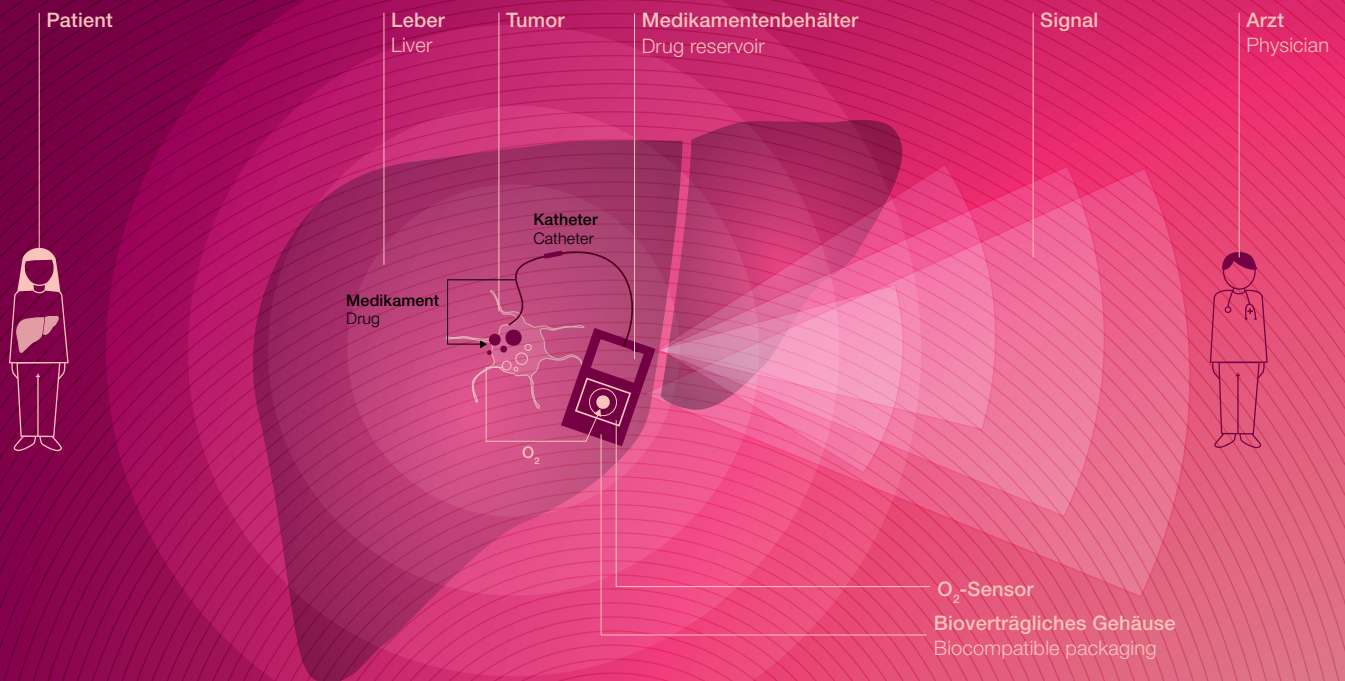 Patient
Leber
Liver
Tumor
Medikamentenbehälter
Drug reservoir
Signal
Arzt
Physician
Katheter
Catheter
Medikament
Drug
O₂
O₂-Sensor
Bioverträgliches Gehäuse
Biocompatible packaging